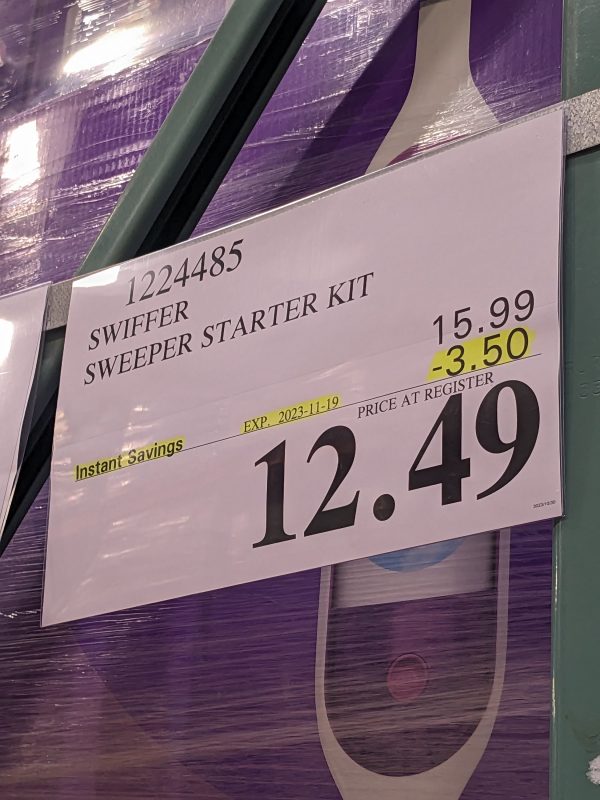 1224485
SWIFFER
SWEEPER STARTER KIT
15.99
-3.50
Instant Savings EXP. 2023-11-19 PRICE AT REGISTER
12.49